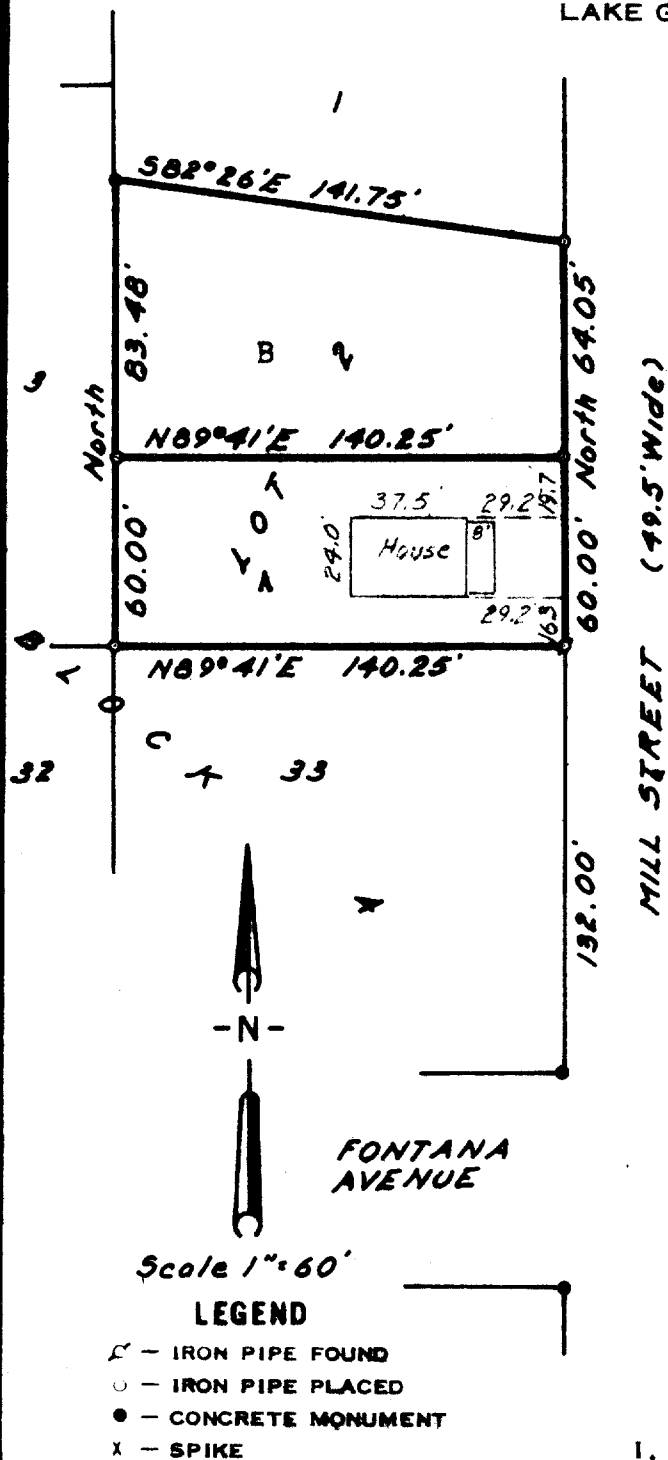 LAKE G
1
S82°26'E 141.75'
83.48'
North
B 2
North 64.05'
3
N89°41'E 140.25'
LOT
A
37.5'
29.2'
19.7
24.0'
House
8'
60.00'
60.00'
29.2'
16.3
MILL STREET (49.5' Wide)
N89°41'E 140.25'
BLOCK
32
33
132.00'
-N-
FONTANA
AVENUE
Scale 1"=60'
LEGEND
— IRON PIPE FOUND
○ — IRON PIPE PLACED
● — CONCRETE MONUMENT
X — SPIKE
I.